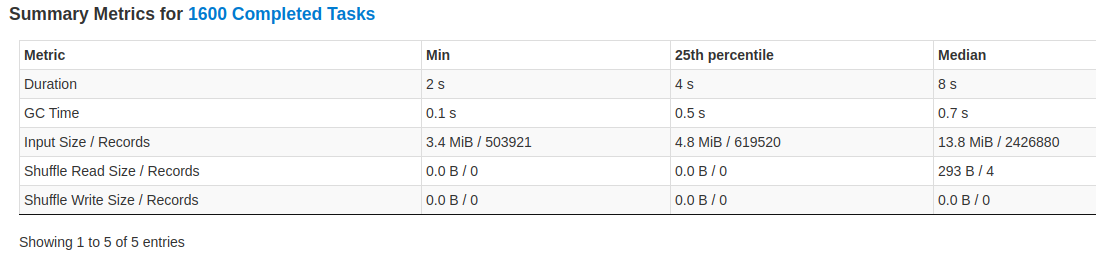 Summary Metrics for 1600 Completed Tasks
Metric Min 25th percentile Median
Duration 2 s 4 s 8 s
GC Time 0.1 s 0.5 s 0.7 s
Input Size / Records 3.4 MiB / 503921 4.8 MiB / 619520 13.8 MiB / 2426880
Shuffle Read Size / Records 0.0 B / 0 0.0 B / 0 293 B / 4
Shuffle Write Size / Records 0.0 B / 0 0.0 B / 0 0.0 B / 0
Showing 1 to 5 of 5 entries